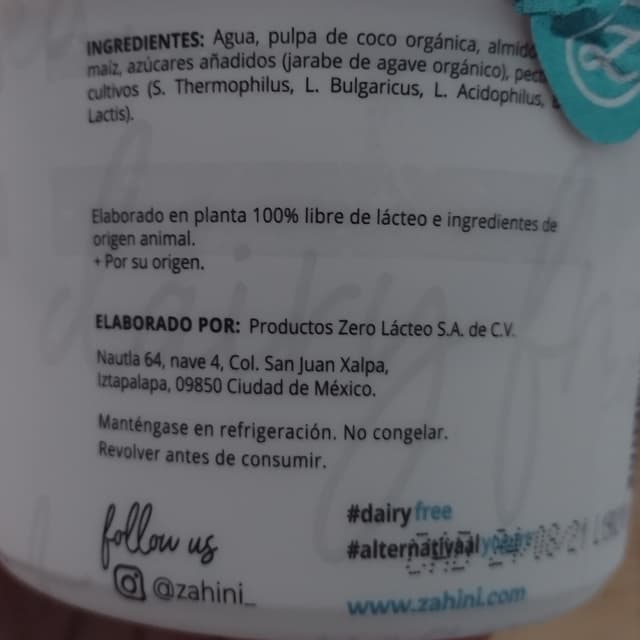 INGREDIENTES: Agua, pulpa de coco orgánica, almid
maíz, azúcares añadidos (jarabe de agave orgánico), pec
cultivos (S. Thermophilus, L. Bulgaricus, L. Acidophilus,
Lactis).
Elaborado en planta 100% libre de lácteo e ingredientes de
origen animal.
+ Por su origen.
ELABORADO POR: Productos Zero Lácteo S.A. de C.V.
Nautla 64, nave 4, Col. San Juan Xalpa,
Iztapalapa, 09850 Ciudad de México.
Manténgase en refrigeración. No congelar.
Revolver antes de consumir.
follow us
@zahini_
#dairyfree
#alternativaalyogurt
www.zahini.com